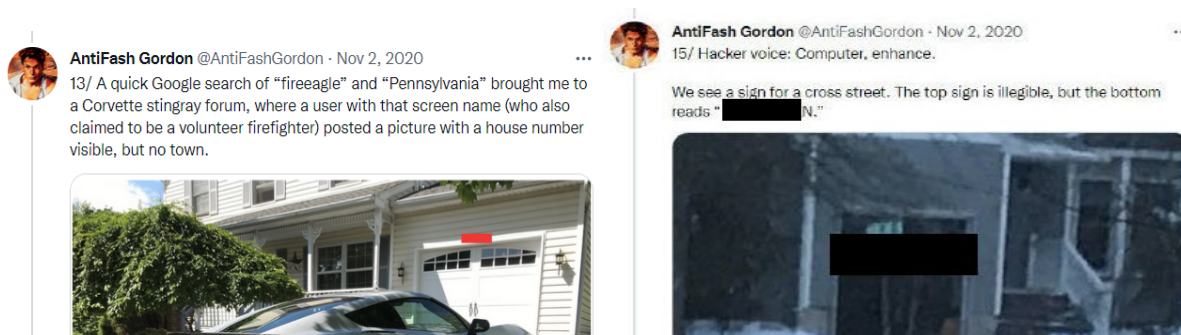 AntiFash Gordon @AntiFashGordon · Nov 2, 2020
13/ A quick Google search of “fireeagle” and “Pennsylvania” brought me to
a Corvette stingray forum, where a user with that screen name (who also
claimed to be a volunteer firefighter) posted a picture with a house number
visible, but no town.
AntiFash Gordon @AntiFashGordon · Nov 2, 2020
15/ Hacker voice: Computer, enhance.
We see a sign for a cross street. The top sign is illegible, but the bottom
reads “ N.”